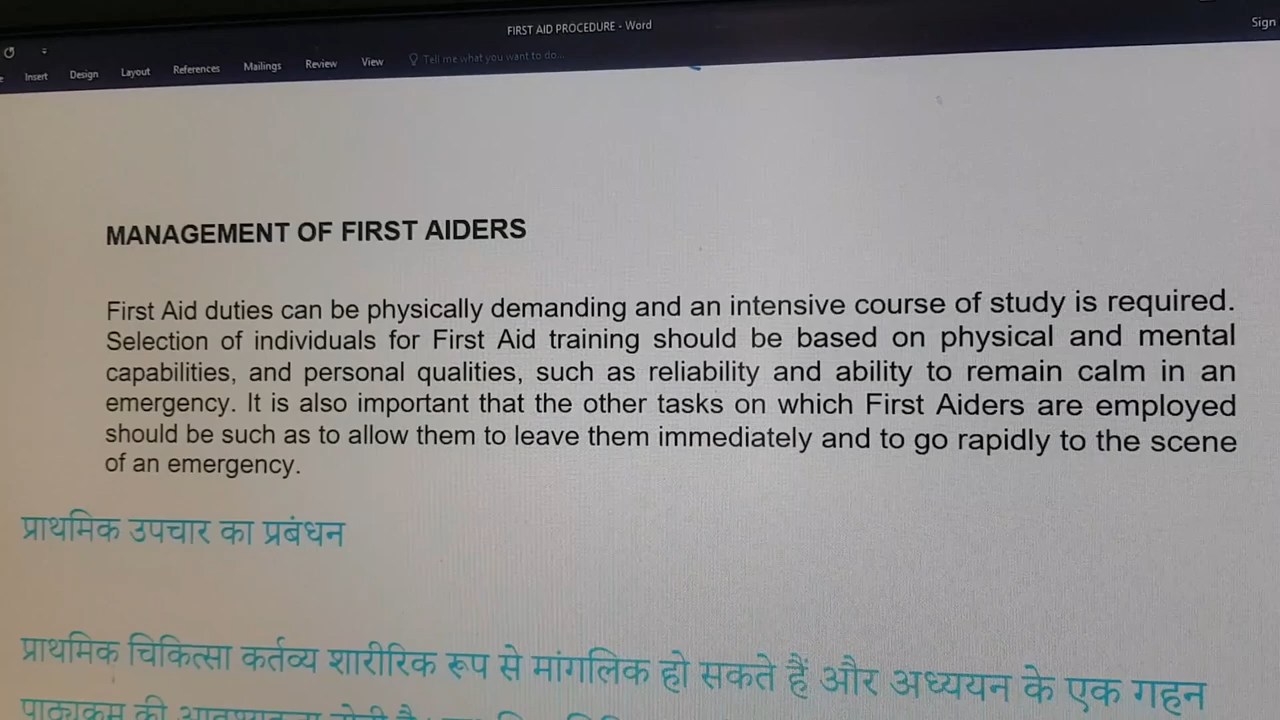 FIRST AID PROCEDURE - Word
Sign
Insert Design Layout References Mailings Review View Tell me what you want to do...
MANAGEMENT OF FIRST AIDERS
First Aid duties can be physically demanding and an intensive course of study is required.
Selection of individuals for First Aid training should be based on physical and mental
capabilities, and personal qualities, such as reliability and ability to remain calm in an
emergency. It is also important that the other tasks on which First Aiders are employed
should be such as to allow them to leave them immediately and to go rapidly to the scene
of an emergency.
प्राथमिक उपचार का प्रबंधन
प्राथमिक चिकित्सा कर्तव्य शारीरिक रूप से मांगलिक हो सकते हैं और अध्ययन के एक गहन
की